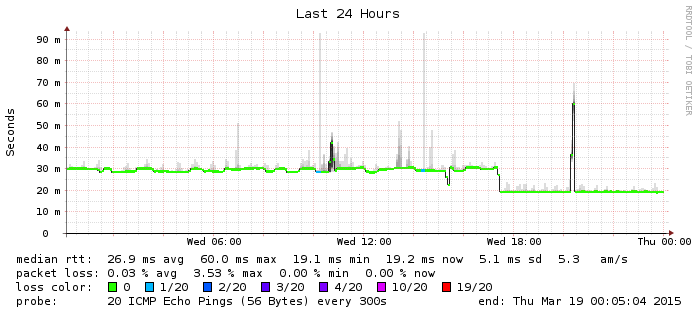 Last 24 Hours
RRDTOOL / TOBI OETIKER
Seconds
90 m
80 m
70 m
60 m
50 m
40 m
30 m
20 m
10 m
0
Wed 06:00 Wed 12:00 Wed 18:00 Thu 00:00
median rtt: 26.9 ms avg 60.0 ms max 19.1 ms min 19.2 ms now 5.1 ms sd 5.3 am/s
packet loss: 0.03 % avg 3.53 % max 0.00 % min 0.00 % now
loss color: 0 1/20 2/20 3/20 4/20 10/20 19/20
probe: 20 ICMP Echo Pings (56 Bytes) every 300s end: Thu Mar 19 00:05:04 2015